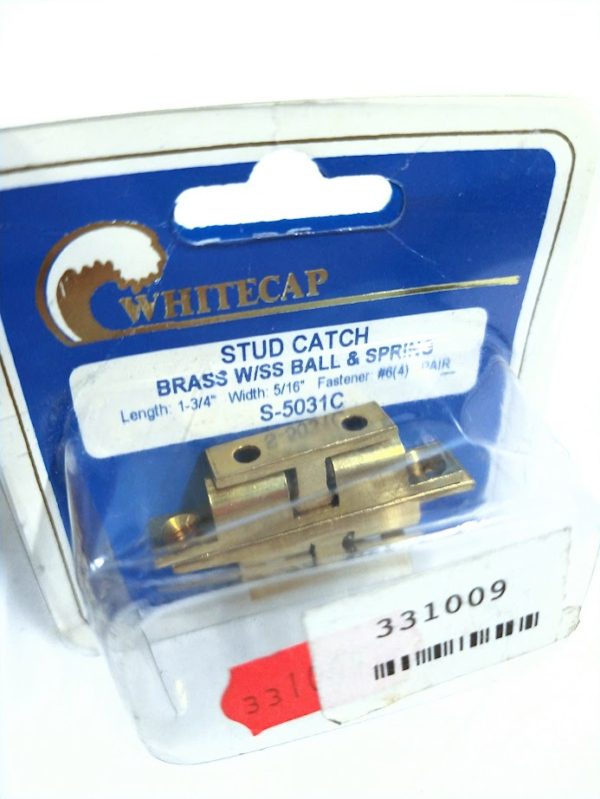 WHITECAP
STUD CATCH
BRASS W/SS BALL & SPRING
Length: 1-3/4" Width: 5/16" Fastener: #6(4) PAIR
S-5031C
331009